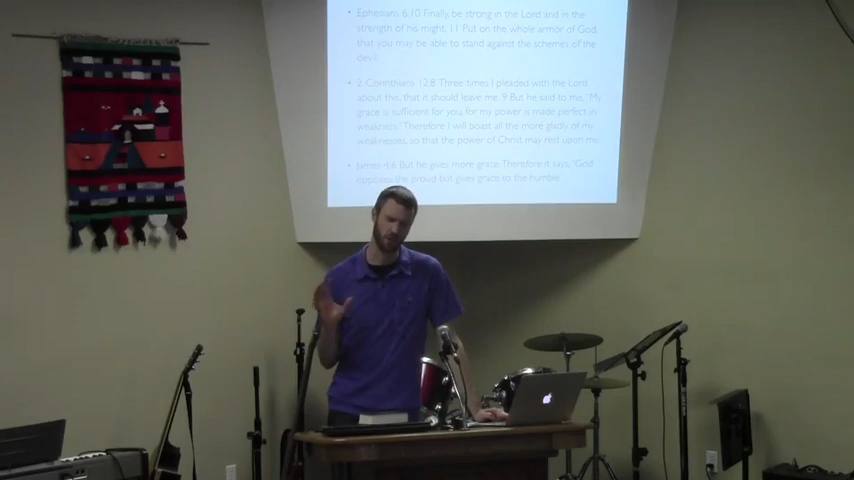 • Ephesians 6:10 Finally, be strong in the Lord and in the
strength of his might. 11 Put on the whole armor of God,
that you may be able to stand against the schemes of the
devil.
• 2 Corinthians 12:8 Three times I pleaded with the Lord
about this, that it should leave me. 9 But he said to me, "My
grace is sufficient for you, for my power is made perfect in
weakness." Therefore I will boast all the more gladly of my
weaknesses, so that the power of Christ may rest upon me.
• James 4:6 But he gives more grace. Therefore it says, "God
opposes the proud but gives grace to the humble.